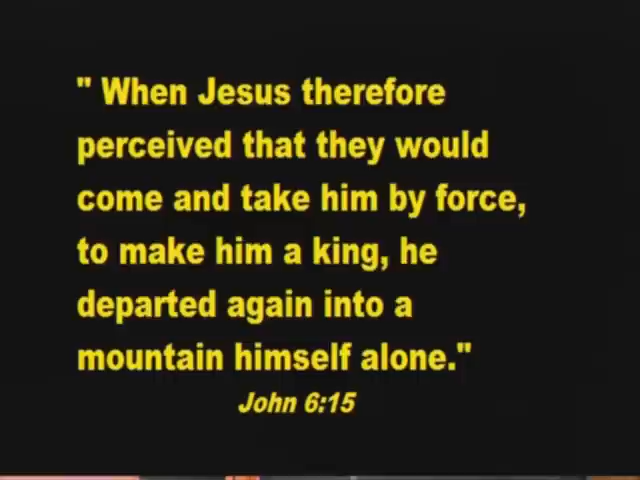 " When Jesus therefore
perceived that they would
come and take him by force,
to make him a king, he
departed again into a
mountain himself alone."
John 6:15